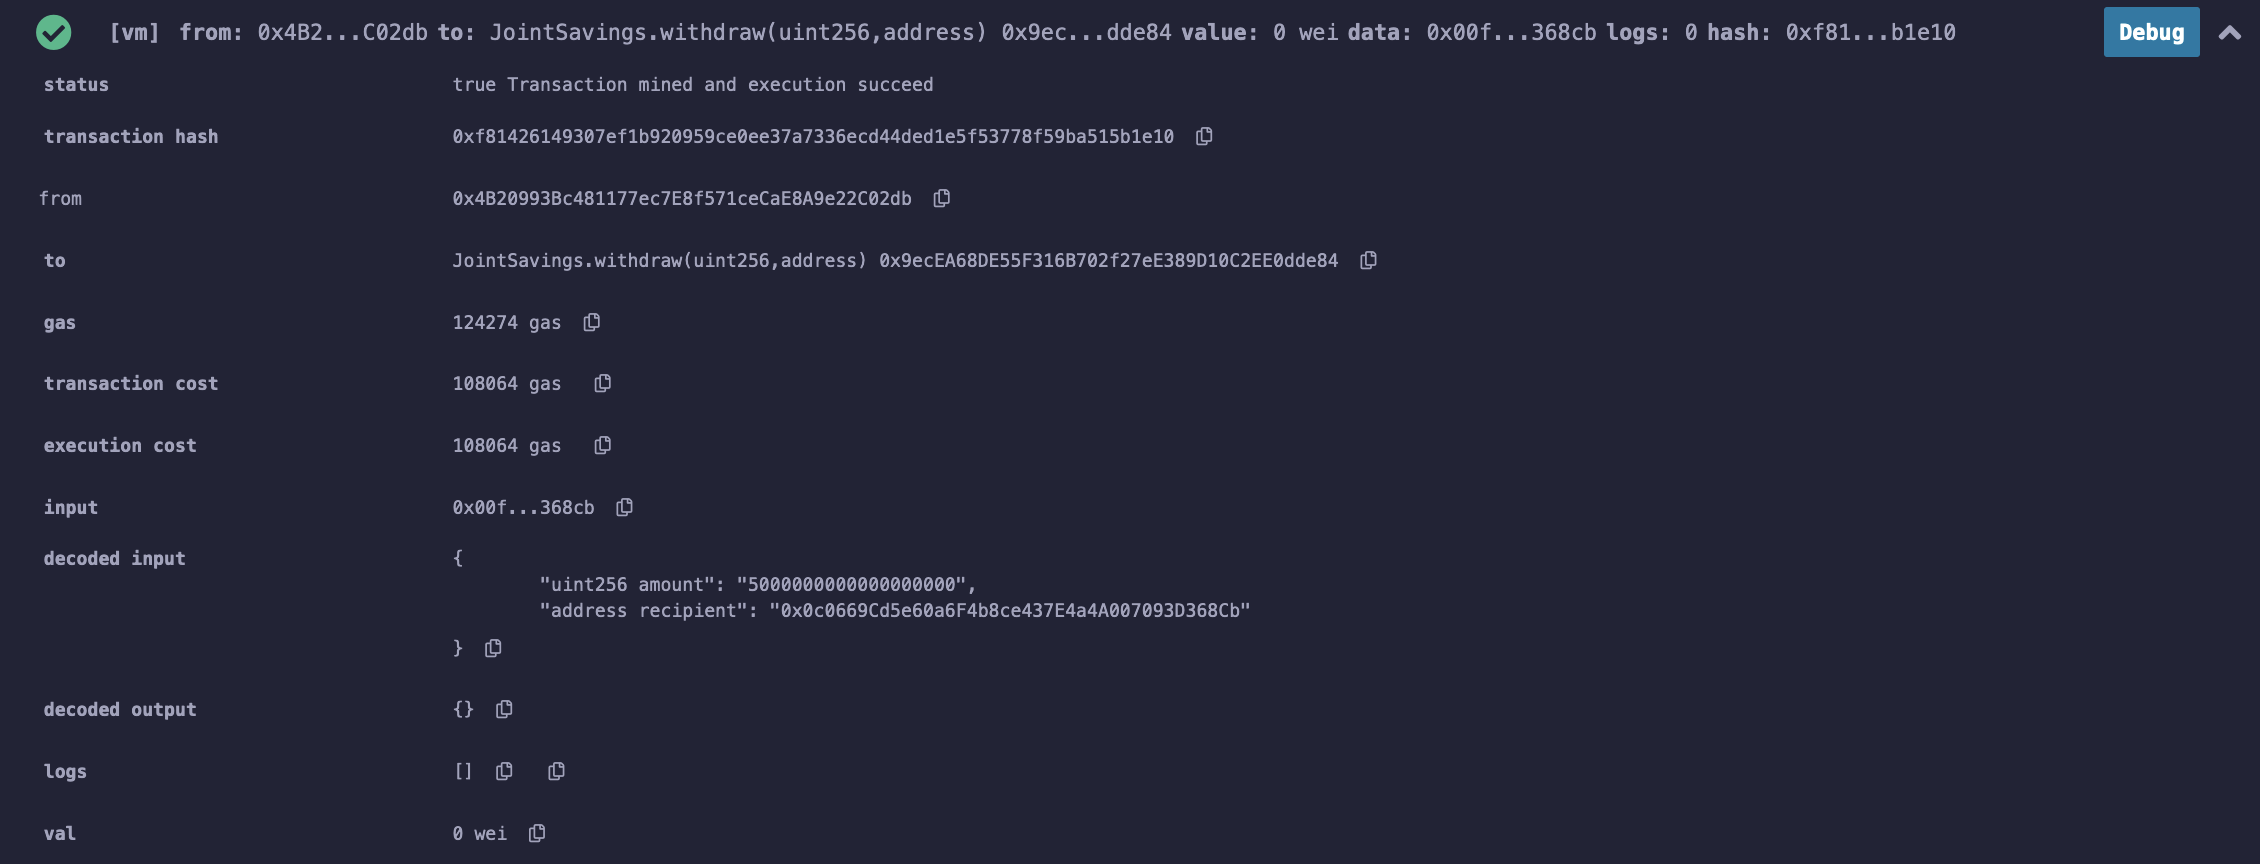 [vm] from: 0x4B2...C02db to: JointSavings.withdraw(uint256,address) 0x9ec...dde84 value: 0 wei data: 0x00f...368cb logs: 0 hash: 0xf81...b1e10 Debug
status true Transaction mined and execution succeed
transaction hash 0xf81426149307ef1b920959ce0ee37a7336ecd44ded1e5f53778f59ba515b1e10
from 0x4B20993Bc481177ec7E8f571ceCaE8A9e22C02db
to JointSavings.withdraw(uint256,address) 0x9ecEA68DE55F316B702f27eE389D10C2EE0dde84
gas 124274 gas
transaction cost 108064 gas
execution cost 108064 gas
input 0x00f...368cb
decoded input {
"uint256 amount": "5000000000000000000",
"address recipient": "0x0c0669Cd5e60a6F4b8ce437E4a4A007093D368Cb"
}
decoded output {}
logs []
val 0 wei